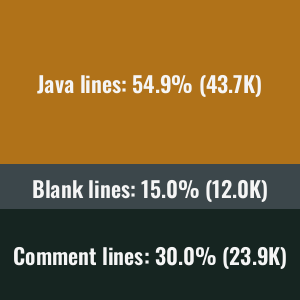 Java lines: 54.9% (43.7K)
Blank lines: 15.0% (12.0K)
Comment lines: 30.0% (23.9K)